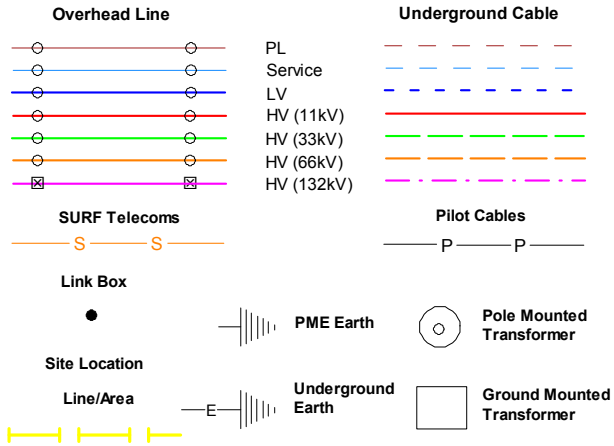 Overhead Line
Underground Cable
PL
Service
LV
HV (11kV)
HV (33kV)
HV (66kV)
HV (132kV)
SURF Telecoms
Pilot Cables
S S
P P
Link Box
PME Earth
Pole Mounted
Transformer
Site Location
Line/Area
E
Underground
Earth
Ground Mounted
Transformer